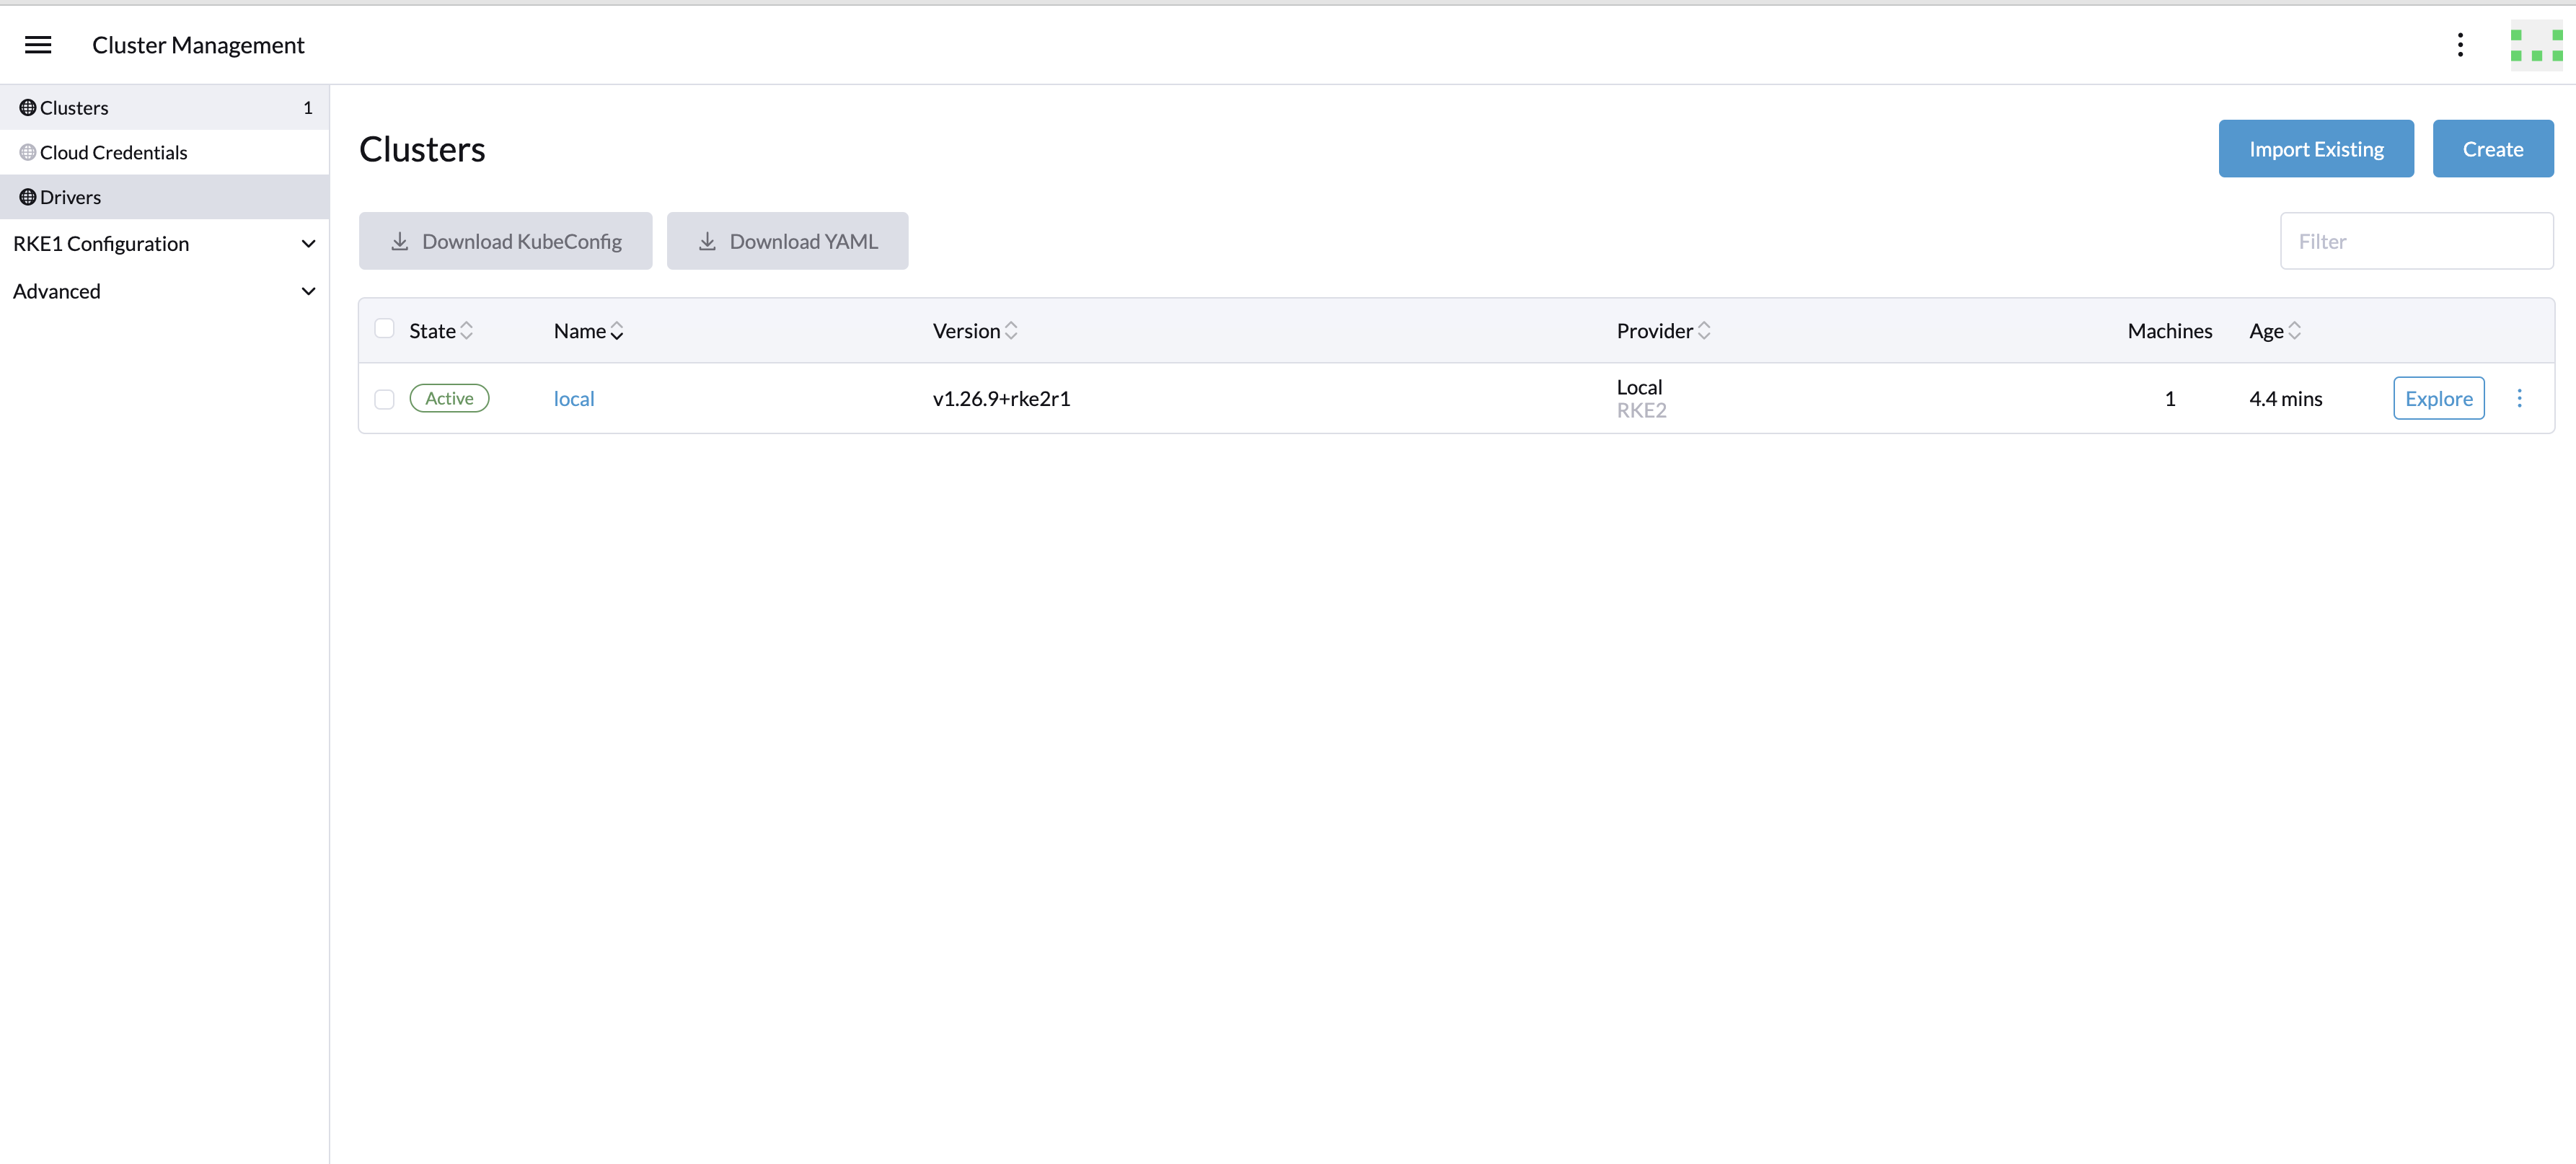 Cluster Management
Clusters 1
Cloud Credentials
Drivers
RKE1 Configuration
Advanced
Clusters
Import Existing
Create
Download KubeConfig
Download YAML
Filter
State Name Version Provider Machines Age
Active local v1.26.9+rke2r1 Local 1 4.4 mins Explore
RKE2